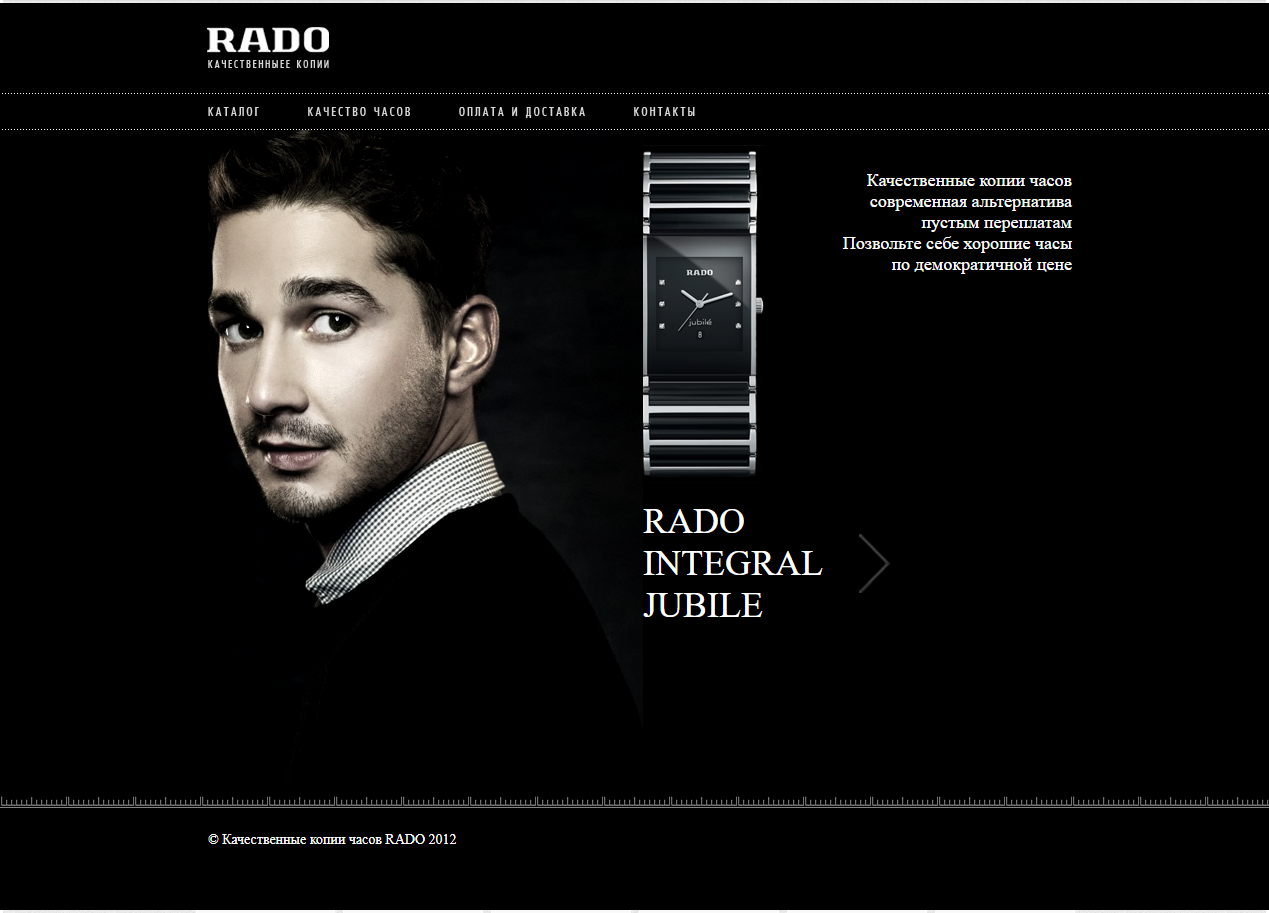 RADO
КАЧЕСТВЕННЫЕЕ КОПИИ
КАТАЛОГ КАЧЕСТВО ЧАСОВ ОПЛАТА И ДОСТАВКА КОНТАКТЫ
Качественные копии часов
современная альтернатива
пустым переплатам
Позвольте себе хорошие часы
по демократичной цене
RADO
jubilé
8
RADO
INTEGRAL
JUBILE
© Качественные копии часов RADO 2012